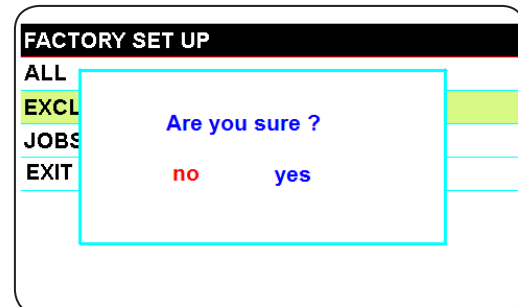 FACTORY SET UP
ALL
EXCL
Are you sure ?
JOBS
EXIT
no yes